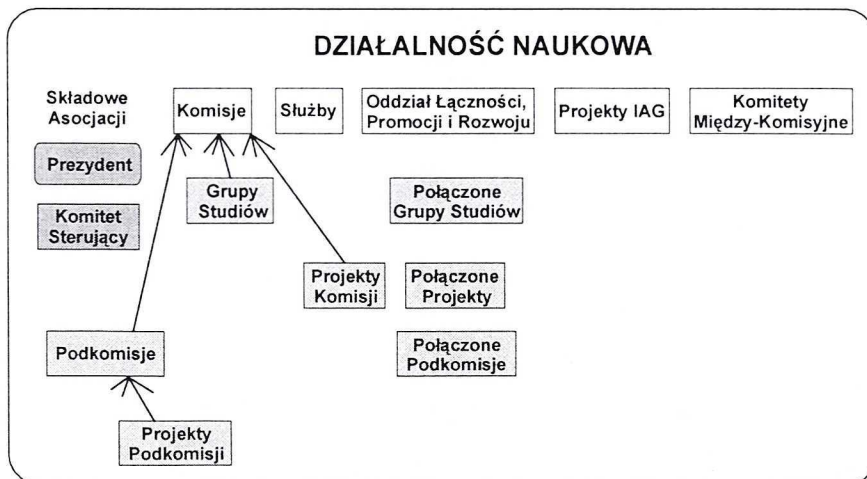 DZIAŁALNOŚĆ NAUKOWA
Składowe
Asocjacji
Komisje
Służby
Oddział Łączności,
Promocji i Rozwoju
Projekty IAG
Komitety
Między-Komisyjne
Prezydent
Komitet
Sterujący
Grupy
Studiów
Połączone
Grupy Studiów
Projekty
Komisji
Połączone
Projekty
Podkomisje
Połączone
Podkomisje
Projekty
Podkomisji